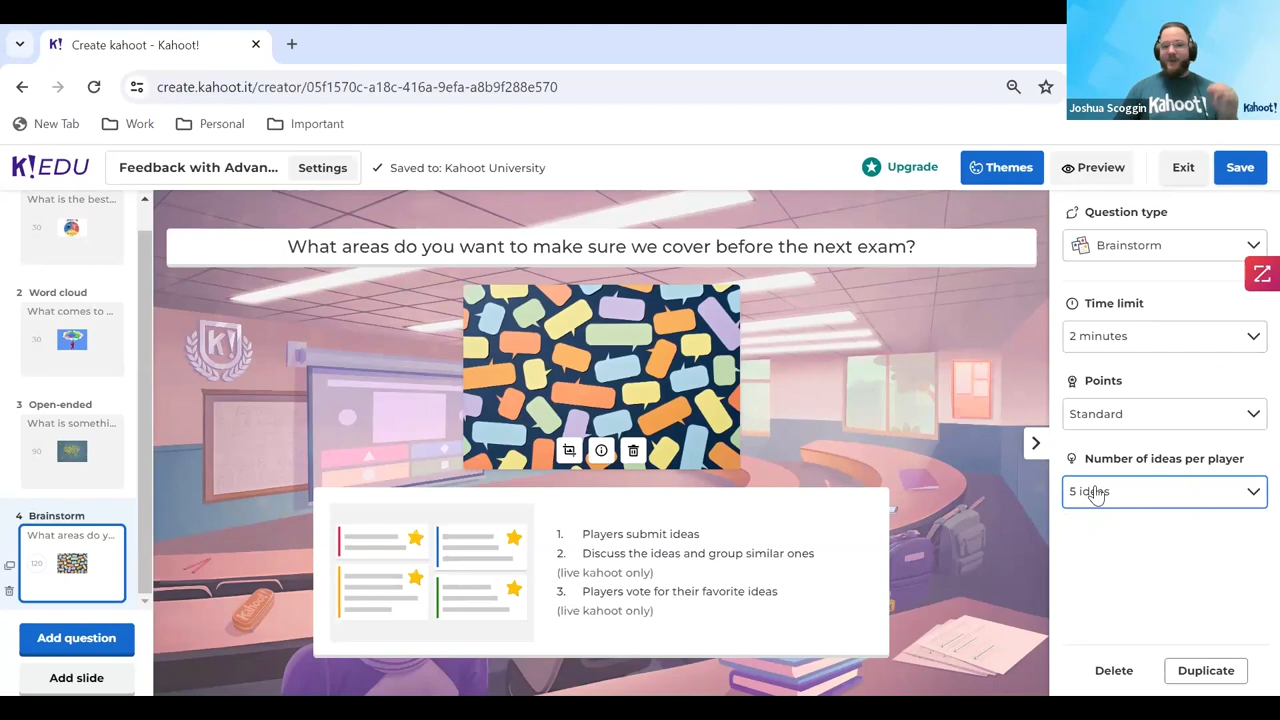 Create kahoot - Kahoot!
create.kahoot.it/creator/05f1570c-a18c-416a-9efa-a8b9f288e570
New Tab
Work
Personal
Important
Joshua Scoggin
Kahoot!
Kahoot!
K!EDU
Feedback with Advan...
Settings
Saved to: Kahoot University
Upgrade
Themes
Preview
Exit
Save
What is the best...
30
2 Word cloud
What comes to ...
30
3 Open-ended
What is somethi...
90
4 Brainstorm
What areas do y...
120
Add question
Add slide
What areas do you want to make sure we cover before the next exam?
K!
Kahoot!
1. Players submit ideas
2. Discuss the ideas and group similar ones
(live kahoot only)
3. Players vote for their favorite ideas
(live kahoot only)
Question type
Brainstorm
Time limit
2 minutes
Points
Standard
Number of ideas per player
5 ideas
Delete
Duplicate